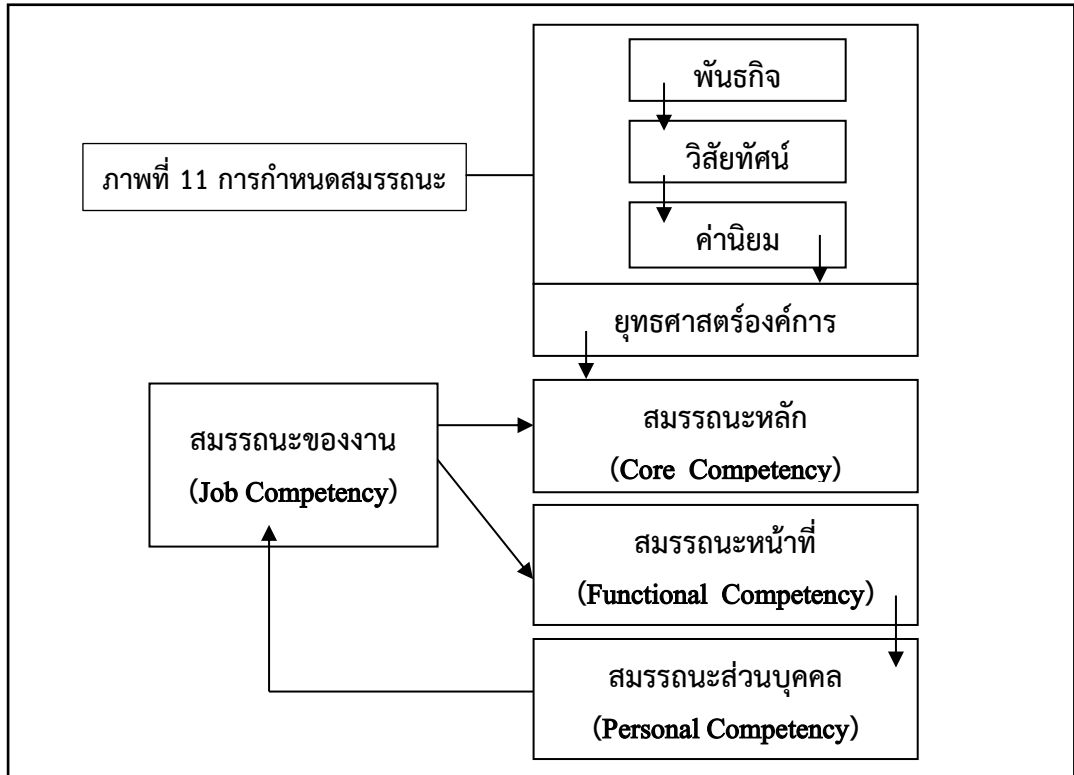 พันธกิจ
วิสัยทัศน์
ภาพที่ 11 การกำหนดสมรรถนะ
ค่านิยม
ยุทธศาสตร์องค์การ
สมรรถนะของงาน
(Job Competency)
สมรรถนะหลัก
(Core Competency)
สมรรถนะหน้าที่
(Functional Competency)
สมรรถนะส่วนบุคคล
(Personal Competency)